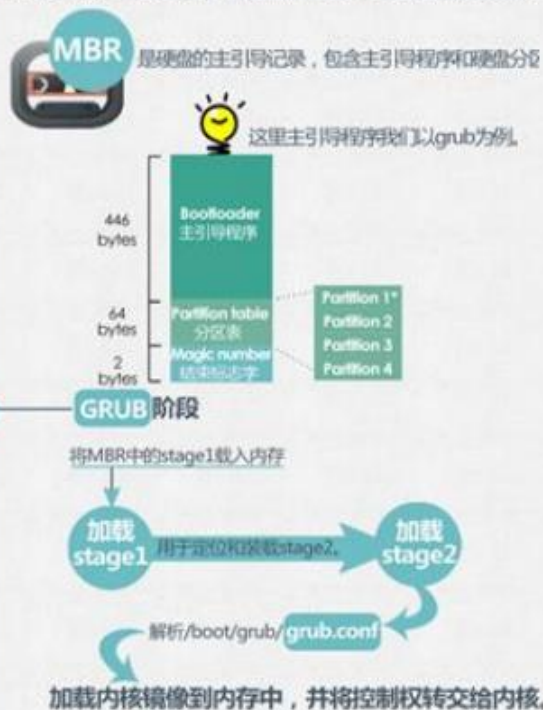 MBR
是硬盘的主引导记录，包含主引导程序和硬盘分区
这里主引导程序我们以grub为例。
446
bytes
Bootloader
主引导程序
64
bytes
Partition table
分区表
2
bytes
Magic number
结束标志字
Partition 1*
Partition 2
Partition 3
Partition 4
GRUB阶段
将MBR中的stage1载入内存
加载
stage1
用于定位和装载stage2。
加载
stage2
解析/boot/grub/grub.conf
加载内核镜像到内存中，并将控制权转交给内核。